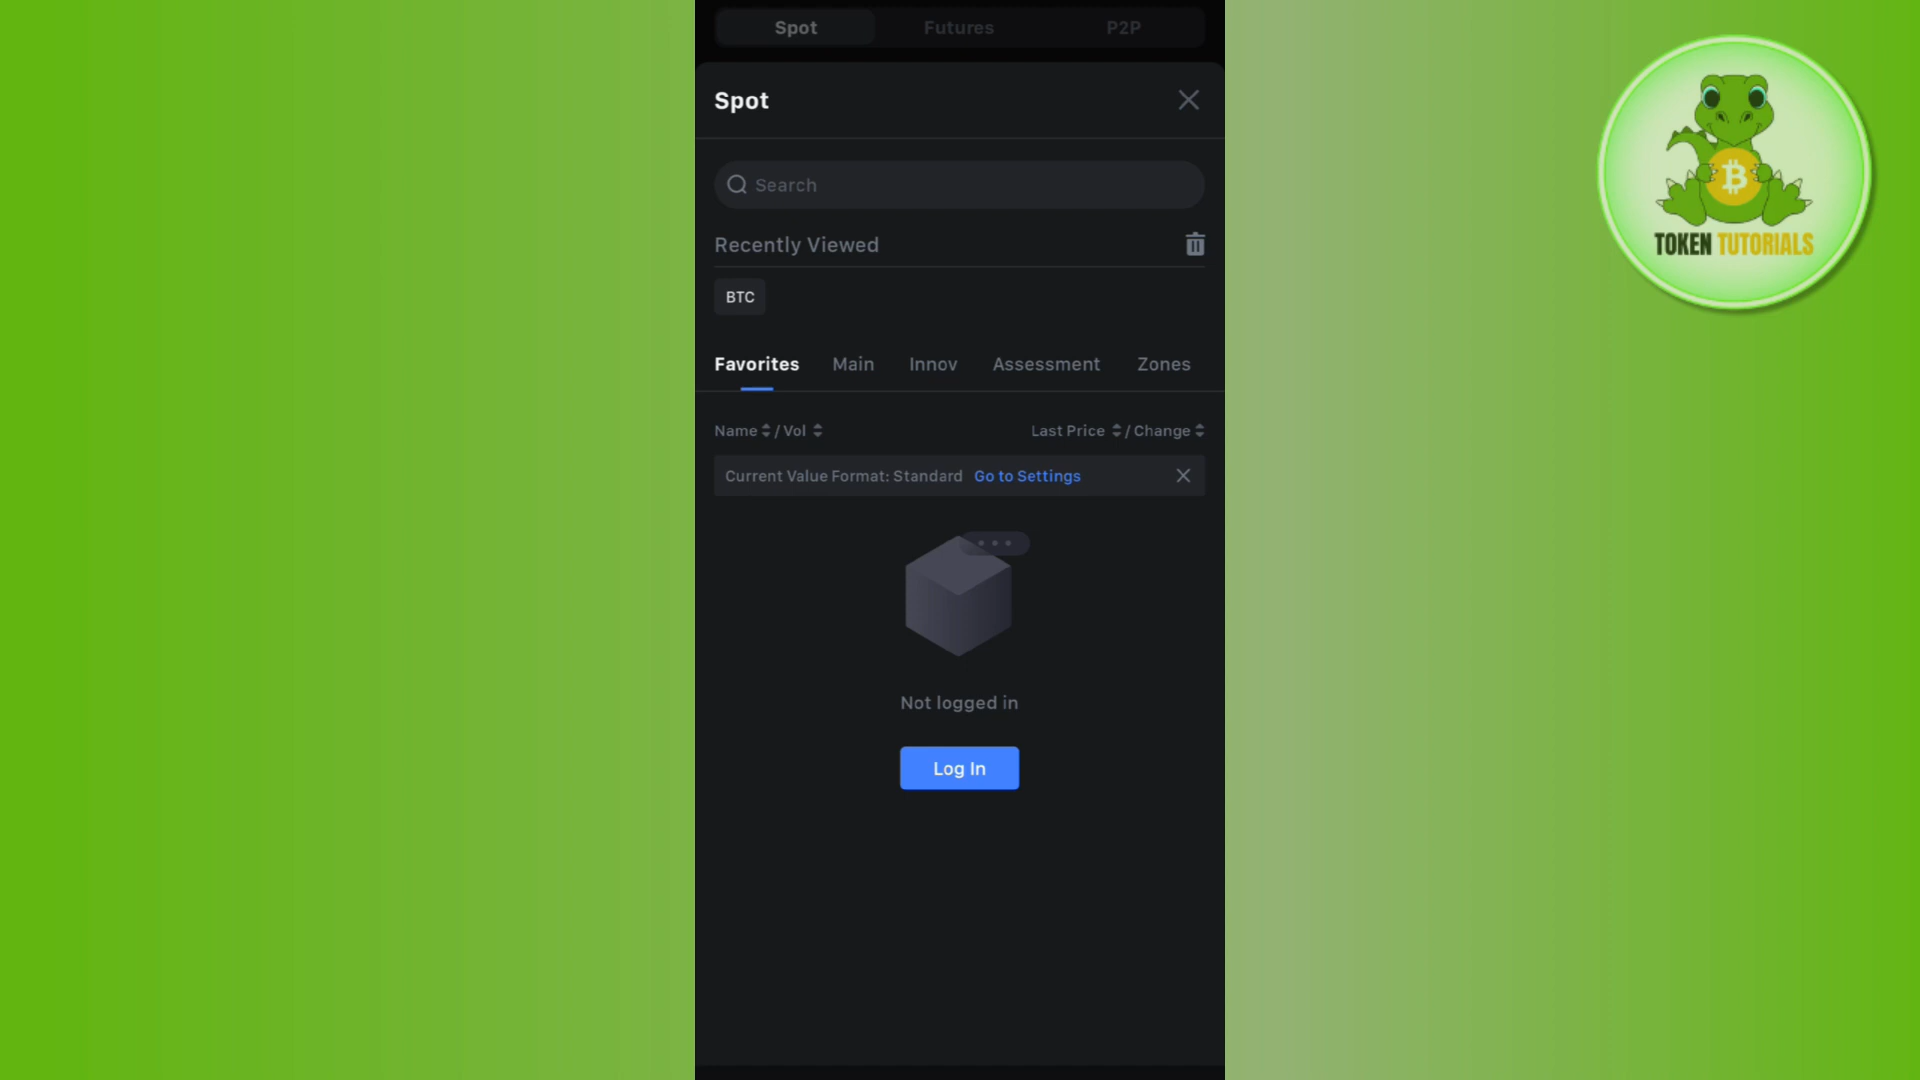 Spot Futures P2P
Spot
Search
Recently Viewed
BTC
Favorites Main Innov Assessment Zones
Name / Vol Last Price / Change
Current Value Format: Standard Go to Settings
Not logged in
Log In
TOKEN TUTORIALS